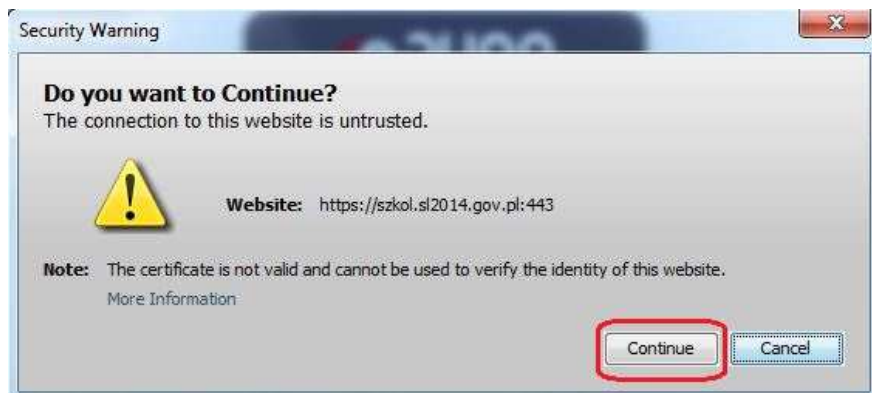 Security Warning
Do you want to Continue?
The connection to this website is untrusted.
Website: https://szkol.sl2014.gov.pl:443
Note: The certificate is not valid and cannot be used to verify the identity of this website.
More Information
Continue Cancel